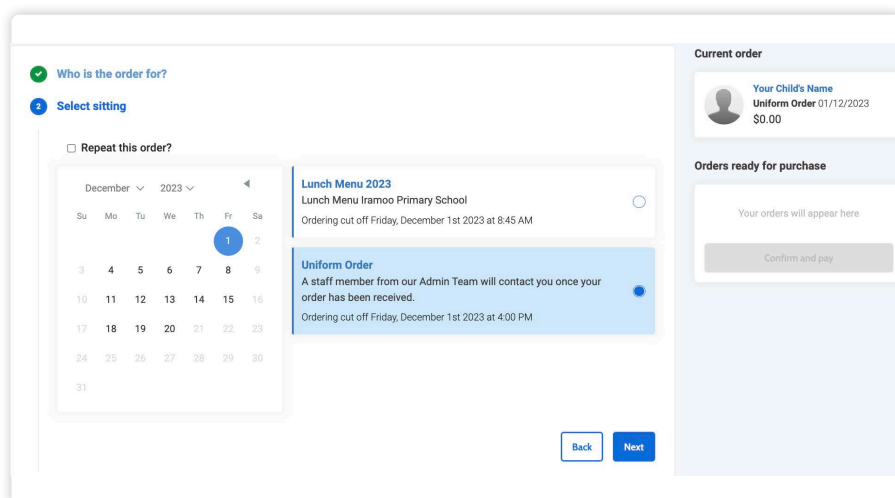 Who is the order for?
2 Select sitting
Repeat this order?
December 2023
Su Mo Tu We Th Fr Sa
1 2
3 4 5 6 7 8 9
10 11 12 13 14 15 16
17 18 19 20 21 22 23
24 25 26 27 28 29 30
31
Lunch Menu 2023
Lunch Menu Iramoo Primary School
Ordering cut off Friday, December 1st 2023 at 8:45 AM
Uniform Order
A staff member from our Admin Team will contact you once your
order has been received.
Ordering cut off Friday, December 1st 2023 at 4:00 PM
Back Next
Current order
Your Child's Name
Uniform Order 01/12/2023
$0.00
Orders ready for purchase
Your orders will appear here
Confirm and pay